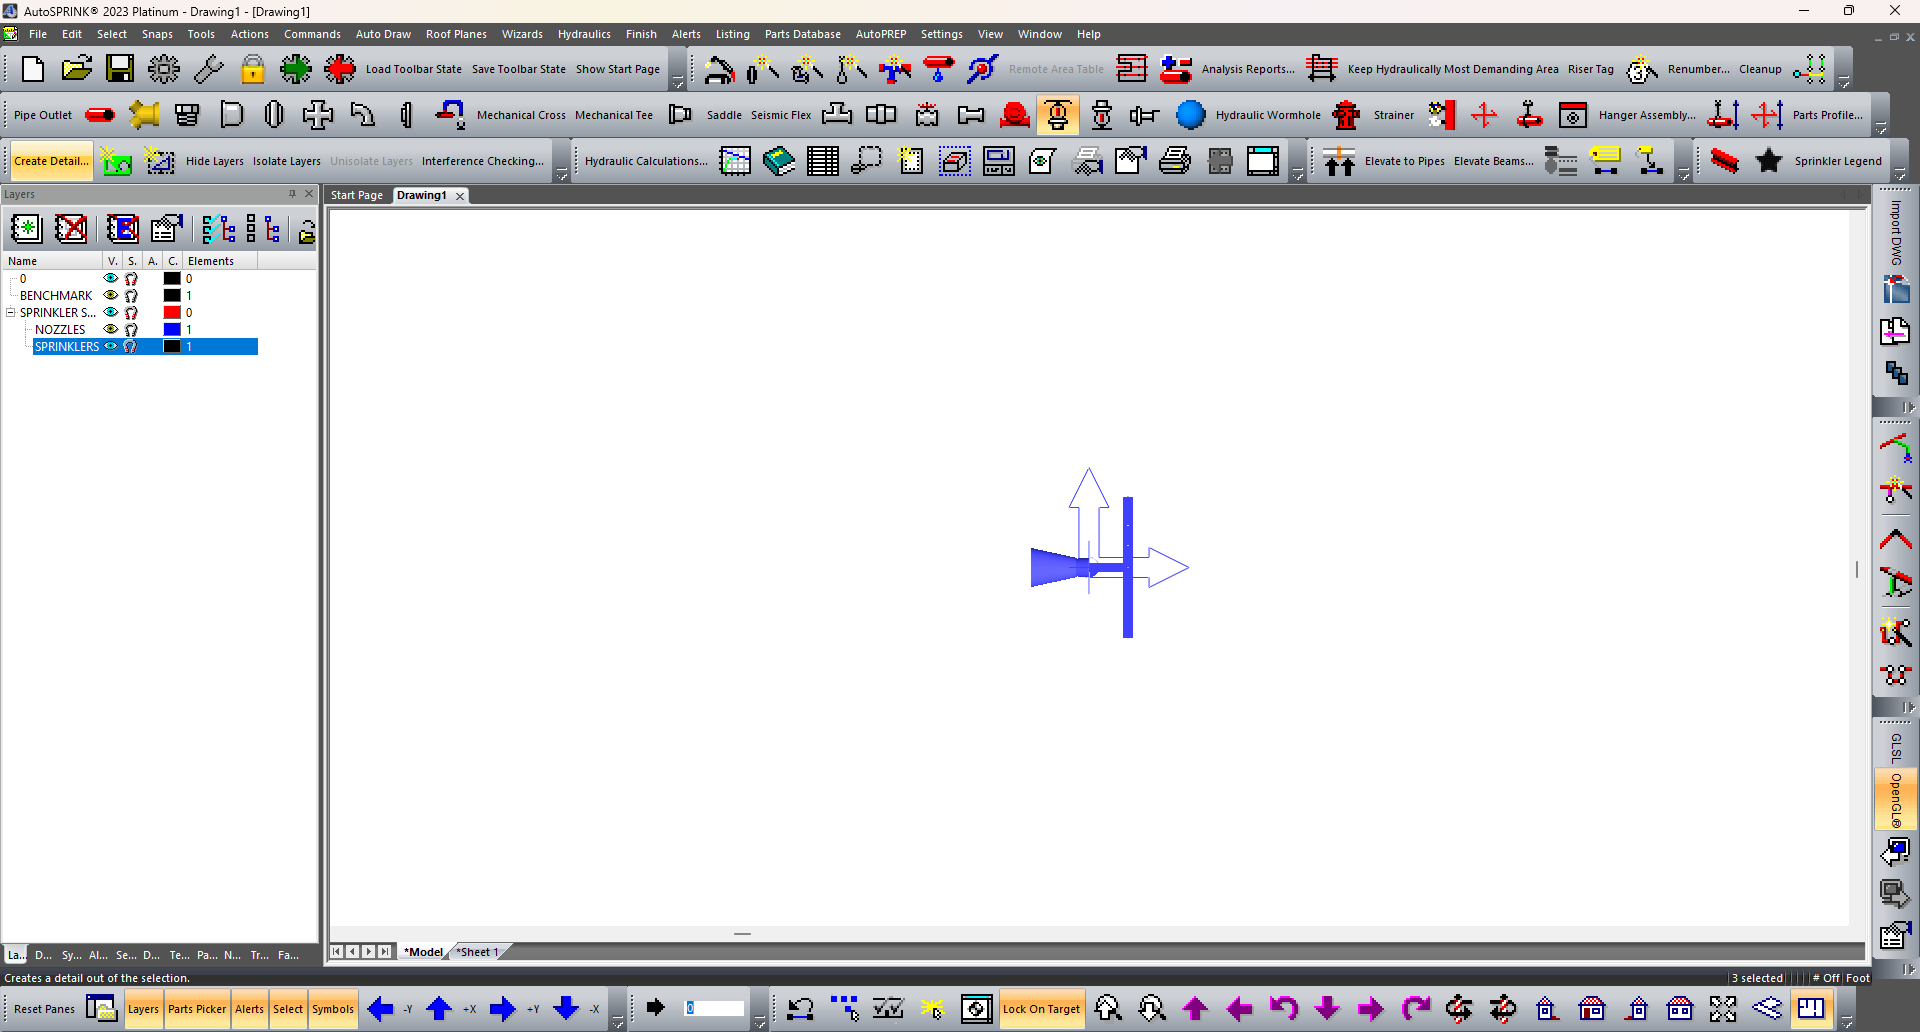 AutoSPRINK® 2023 Platinum - Drawing1 - [Drawing1]
File Edit Select Snaps Tools Actions Commands Auto Draw Roof Planes Wizards Hydraulics Finish Alerts Listing Parts Database AutoPREP Settings View Window Help
Load Toolbar State Save Toolbar State Show Start Page Remote Area Table Analysis Reports... Keep Hydraulically Most Demanding Area Riser Tag Renumber... Cleanup
Pipe Outlet Mechanical Cross Mechanical Tee Saddle Seismic Flex Hydraulic Wormhole Strainer Hanger Assembly... Parts Profile...
Create Detail... Hide Layers Isolate Layers Unisolate Layers Interference Checking... Hydraulic Calculations... Elevate to Pipes Elevate Beams... Sprinkler Legend
Layers
Start Page Drawing1
Name V. S. A. C. Elements
0 0
BENCHMARK 1
SPRINKLER S... 0
NOZZLES 1
SPRINKLERS 1
Import DWG
GLSL
OpenGL®
*Model *Sheet 1
La... D... Sy... Al... Se... D... Te... Pa... N... Tr... Fa...
Creates a detail out of the selection.
3 selected # Off Foot
Reset Panes Layers Parts Picker Alerts Select Symbols -Y +X +Y -X 0 Lock On Target